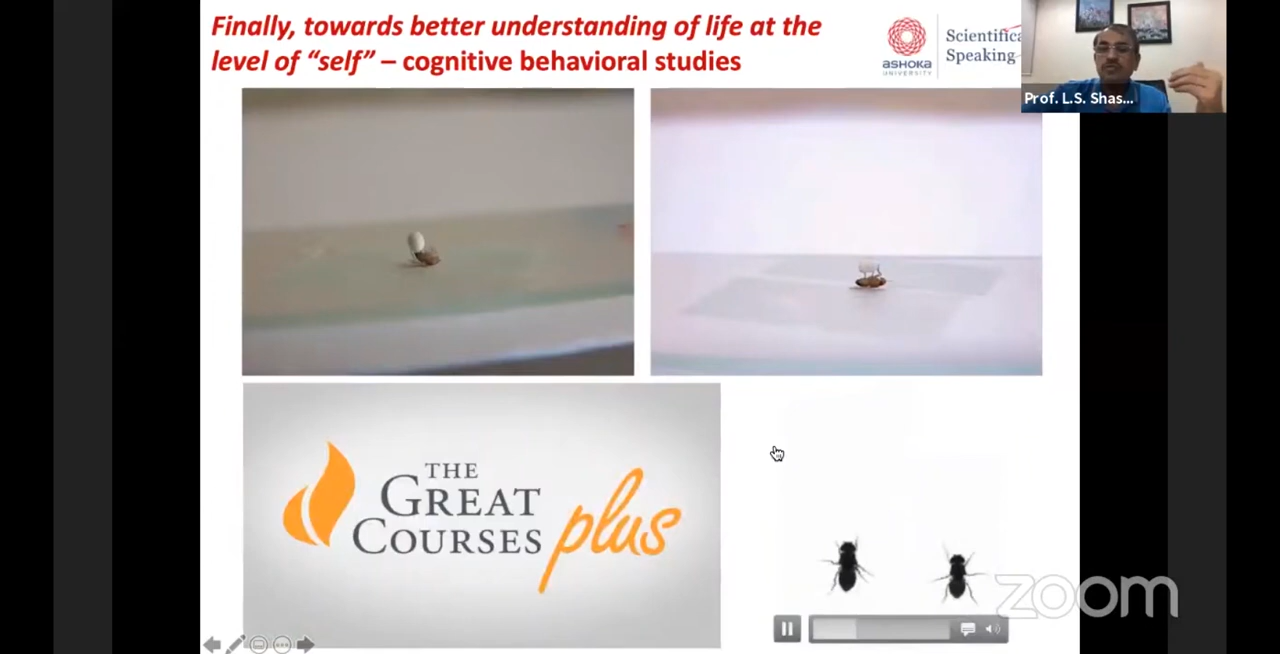 Finally, towards better understanding of life at the
level of “self” – cognitive behavioral studies
ASHOKA
UNIVERSITY
Scientifica
Speaking
Prof. L.S. Shas...
THE
GREAT
COURSES plus
zoom